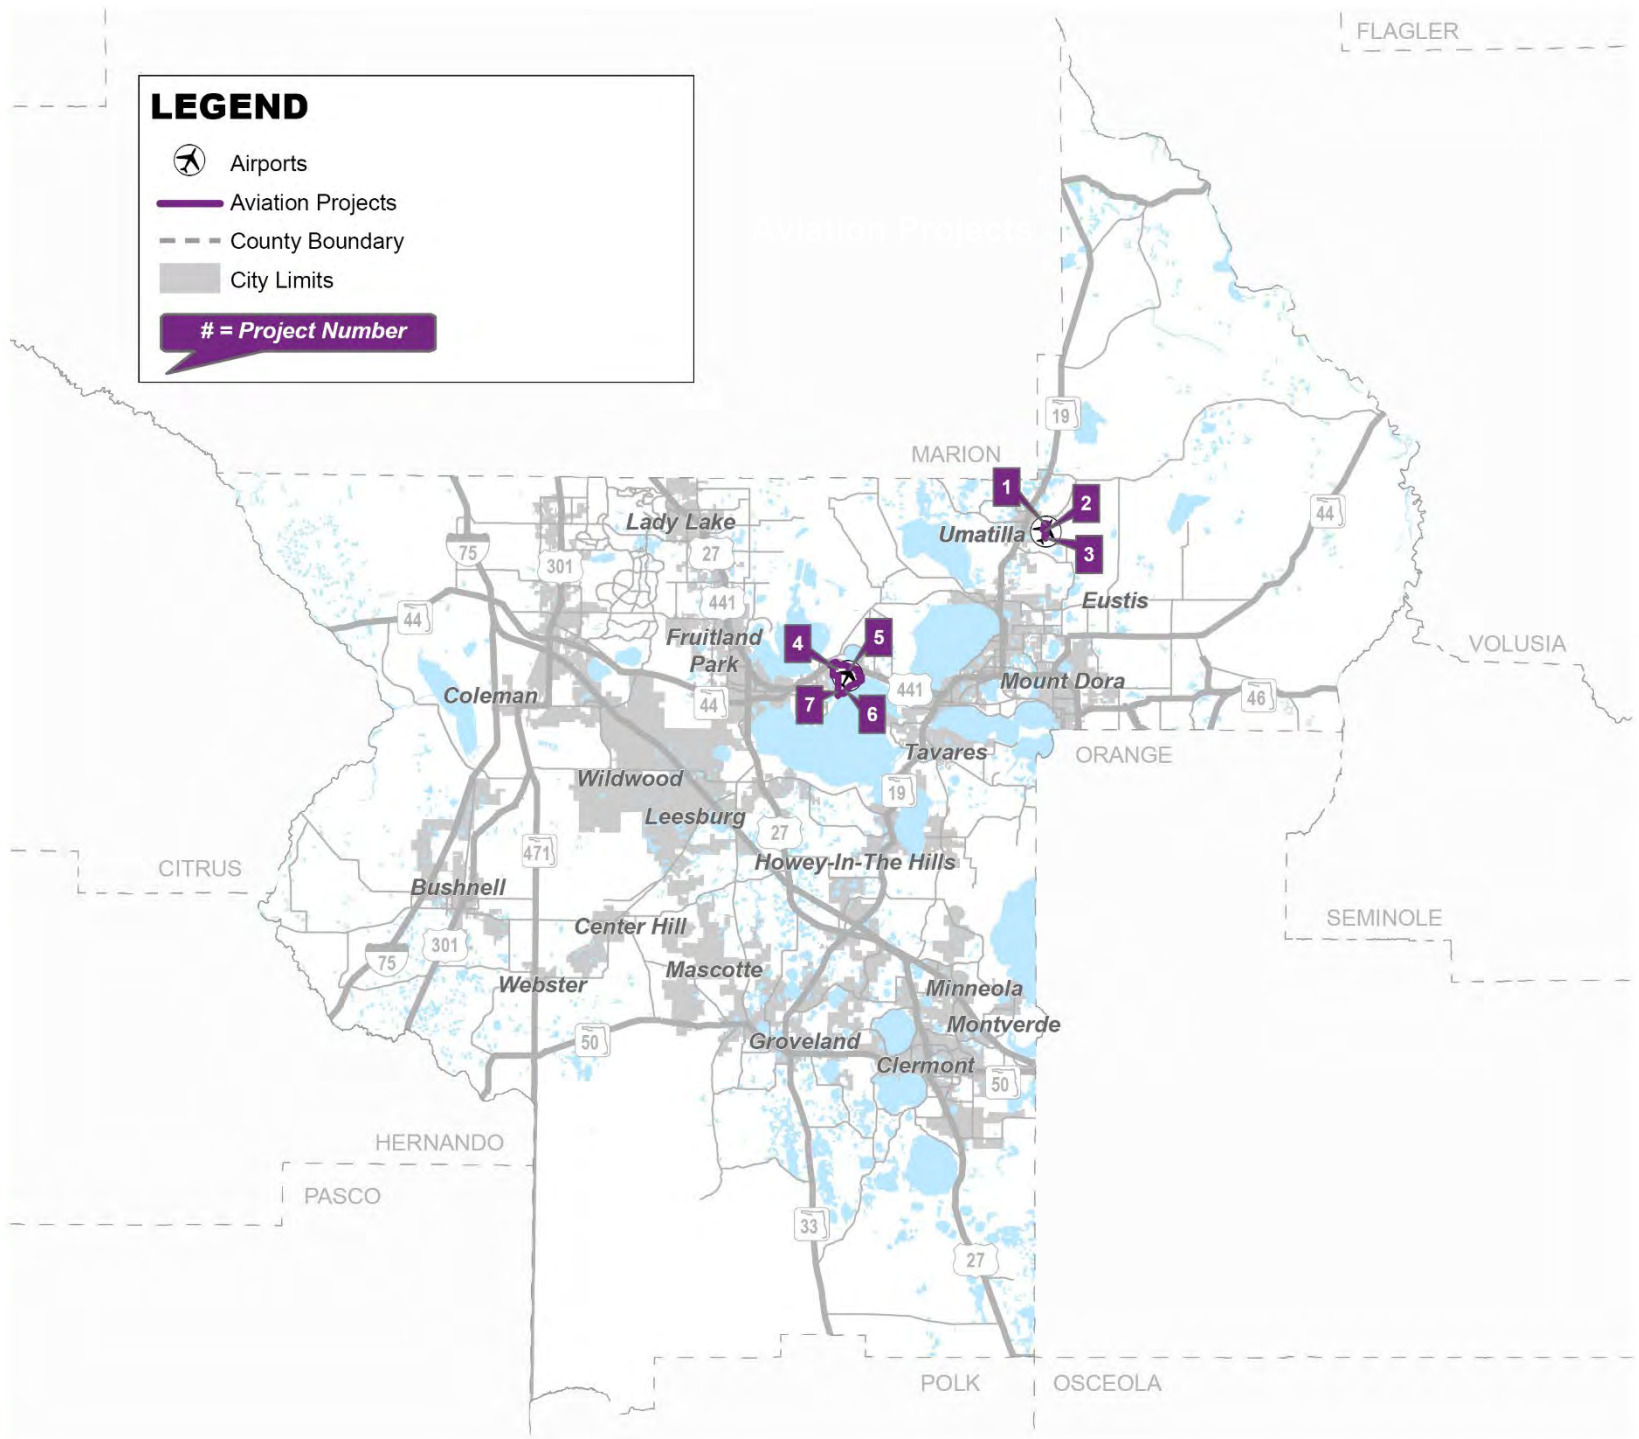 FLAGLER
LEGEND
Airports
Aviation Projects
County Boundary
City Limits
# = Project Number
Aviation Projects
19
MARION
1
2
44
Lady Lake
Umatilla
3
75
27
301
441
Eustis
44
Fruitland
Park
4
5
VOLUSIA
Mount Dora
441
Coleman
44
46
7
6
Tavares
ORANGE
Wildwood
19
Leesburg
27
471
Howey-In-The Hills
CITRUS
Bushnell
SEMINOLE
Center Hill
301
75
Mascotte
Webster
Minneola
Montverde
50
Groveland
Clermont
50
HERNANDO
PASCO
33
27
POLK
OSCEOLA